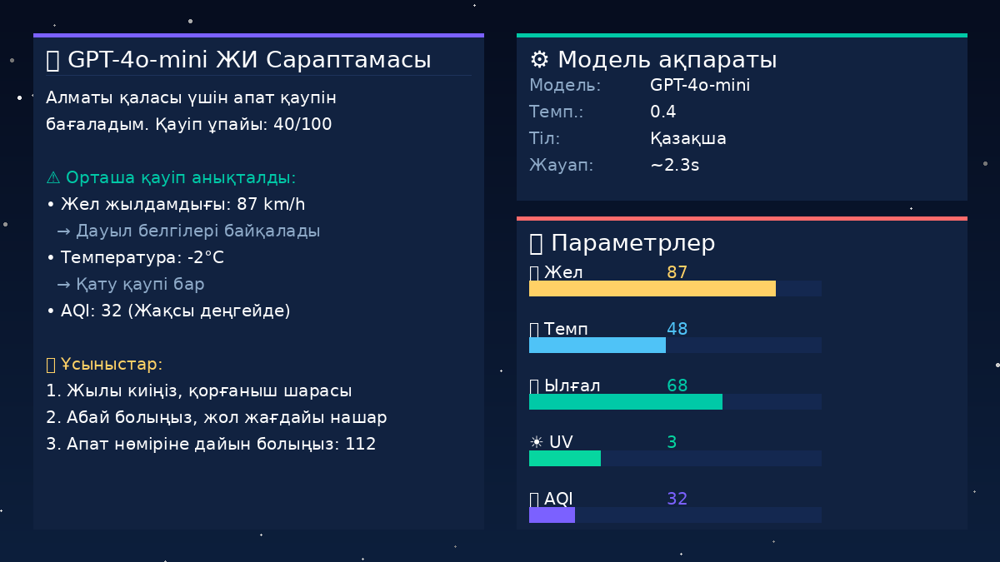 GPT-4o-mini ЖИ Сараптамасы
Алматы қаласы үшін апат қаупін
бағаладым. Қауіп ұпайы: 40/100
⚠ Орташа қауіп анықталды:
• Жел жылдамдығы: 87 km/h
→ Дауыл белгілері байқалады
• Температура: -2°C
→ Қату қаупі бар
• AQI: 32 (Жақсы деңгейде)
Ұсыныстар:
1. Жылы киіңіз, қорғаныш шарасы
2. Абай болыңыз, жол жағдайы нашар
3. Апат нөміріне дайын болыңыз: 112
⚙ Модель ақпараты
Модель: GPT-4o-mini
Темп.: 0.4
Тіл: Қазақша
Жауап: ~2.3s
Параметрлер
Жел 87
Темп 48
Ылғал 68
☀ UV 3
AQI 32